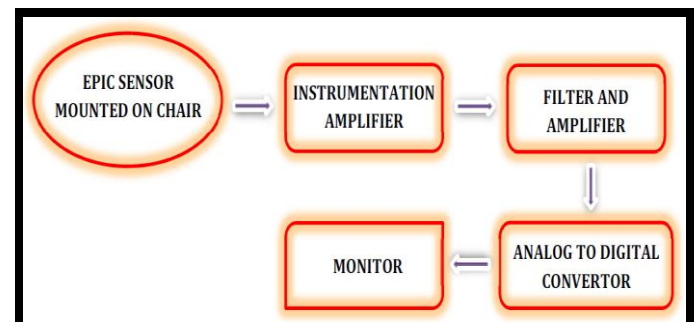 EPIC SENSOR
MOUNTED ON CHAIR
INSTRUMENTATION
AMPLIFIER
FILTER AND
AMPLIFIER
ANALOG TO DIGITAL
CONVERTOR
MONITOR